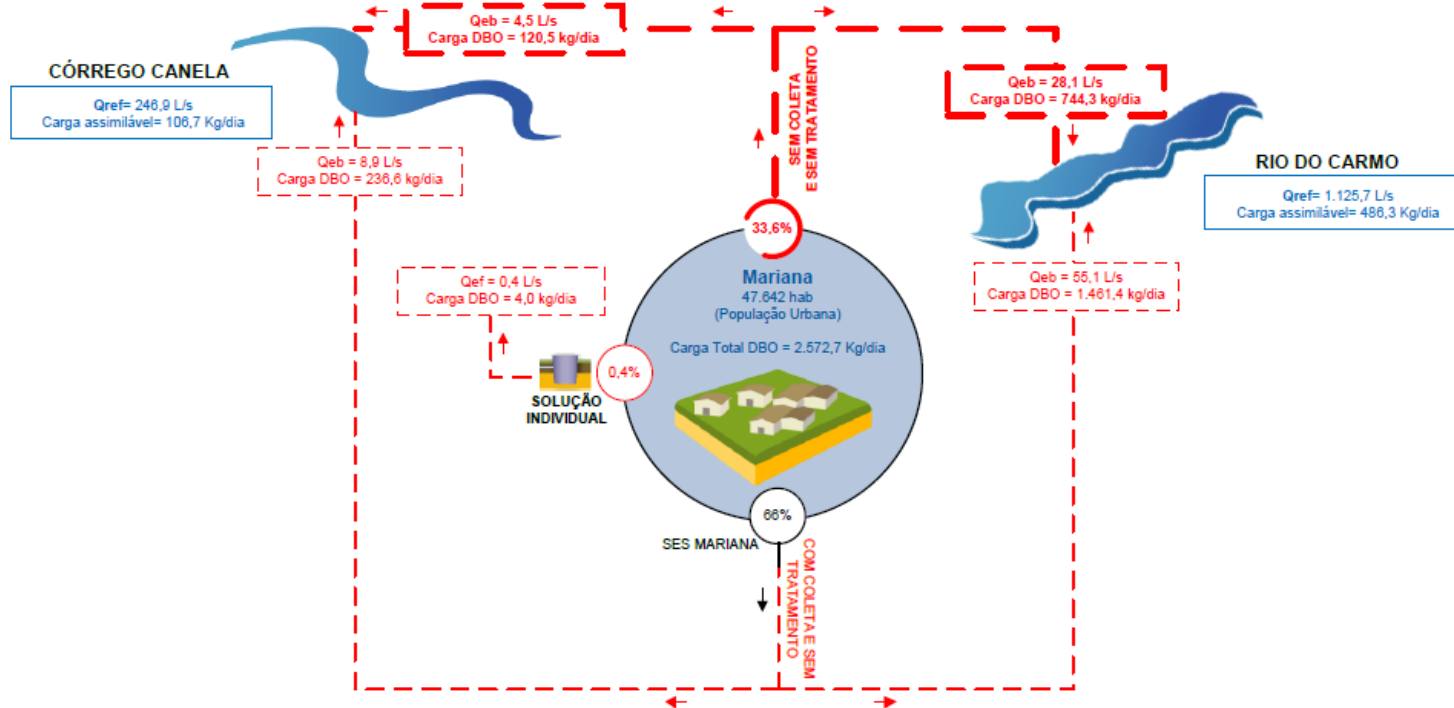 Qeb = 4,5 L/s
Carga DBO = 120,5 kg/dia
CÓRREGO CANELA
Qref= 246,9 L/s
Carga assimilável= 106,7 Kg/dia
Qeb = 8,9 L/s
Carga DBO = 236,6 kg/dia
SEM COLETA
E SEM TRATAMENTO
Qeb = 28,1 L/s
Carga DBO = 744,3 kg/dia
RIO DO CARMO
Qref= 1.125,7 L/s
Carga assimilável= 486,3 Kg/dia
Qeb = 55,1 L/s
Carga DBO = 1.461,4 kg/dia
33,6%
Mariana
47.642 hab
(População Urbana)
Carga Total DBO = 2.572,7 Kg/dia
Qef = 0,4 L/s
Carga DBO = 4,0 kg/dia
0,4%
SOLUÇÃO
INDIVIDUAL
66%
SES MARIANA
COM COLETA E SEM
TRATAMENTO